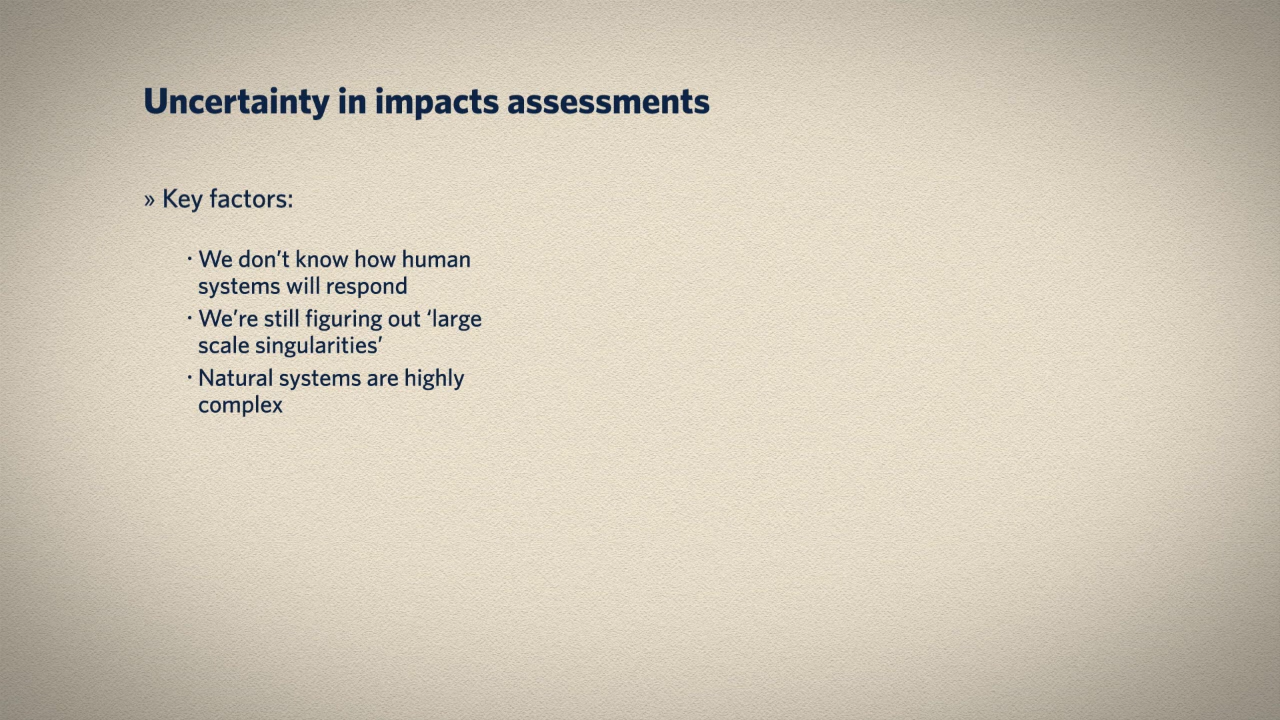 Uncertainty in impacts assessments
» Key factors:
· We don’t know how human
systems will respond
· We’re still figuring out ‘large
scale singularities’
· Natural systems are highly
complex